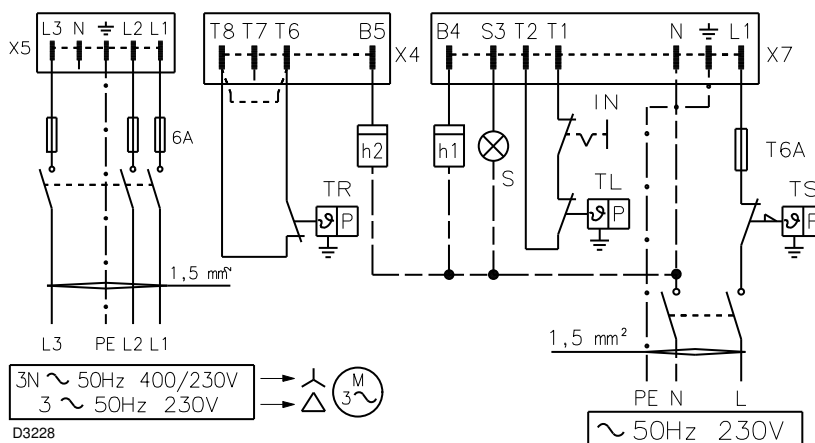 L3 N L2 L1
X5
T8 T7 T6 B5
X4
B4 S3 T2 T1 N L1
X7
6A
h2
h1
S
IN
T6A
TR
ϑ P
TL
ϑ P
TS
1,5 mm²
L3 PE L2 L1
1,5 mm²
PE N L
3N ~ 50Hz 400/230V
3 ~ 50Hz 230V
M
3~
~ 50Hz 230V
D3228